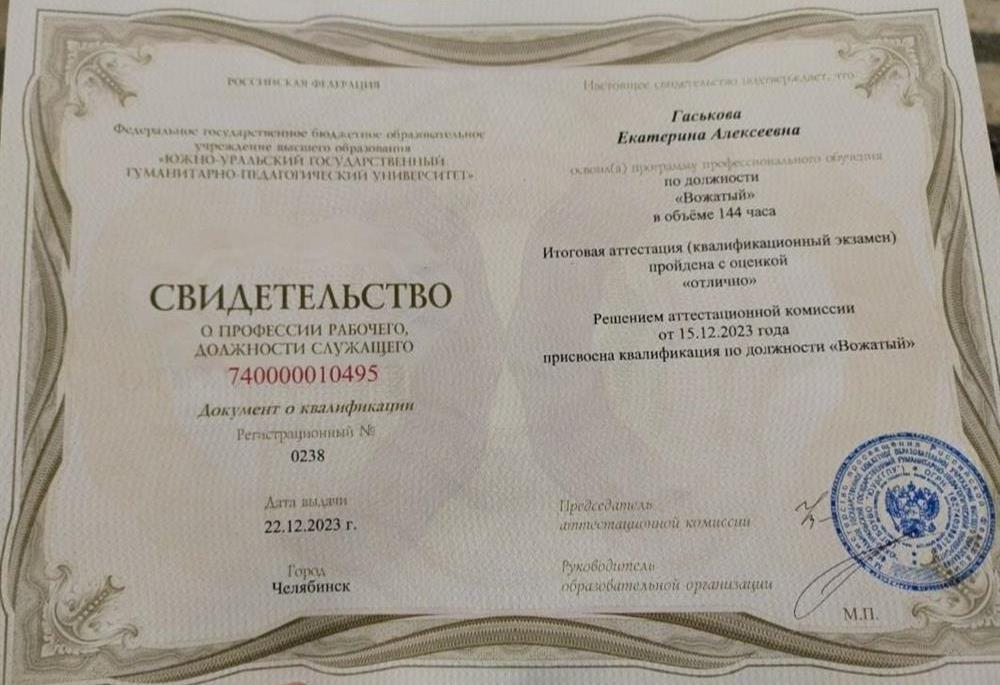 РОССИЙСКАЯ ФЕДЕРАЦИЯ
Федеральное государственное бюджетное образовательное
учреждение высшего образования
«ЮЖНО-УРАЛЬСКИЙ ГОСУДАРСТВЕННЫЙ
ГУМАНИТАРНО-ПЕДАГОГИЧЕСКИЙ УНИВЕРСИТЕТ»
СВИДЕТЕЛЬСТВО
О ПРОФЕССИИ РАБОЧЕГО,
ДОЛЖНОСТИ СЛУЖАЩЕГО
740000010495
Документ о квалификации
Регистрационный №
0238
Дата выдачи
22.12.2023 г.
Город
Челябинск
Настоящее свидетельство подтверждает, что
Гаськова
Екатерина Алексеевна
освоил(а) программу профессионального обучения
по должности
«Вожатый»
в объёме 144 часа
Итоговая аттестация (квалификационный экзамен)
пройдена с оценкой
«отлично»
Решением аттестационной комиссии
от 15.12.2023 года
присвоена квалификация по должности «Вожатый»
Председатель
аттестационной комиссии
Руководитель
образовательной организации
М.П.